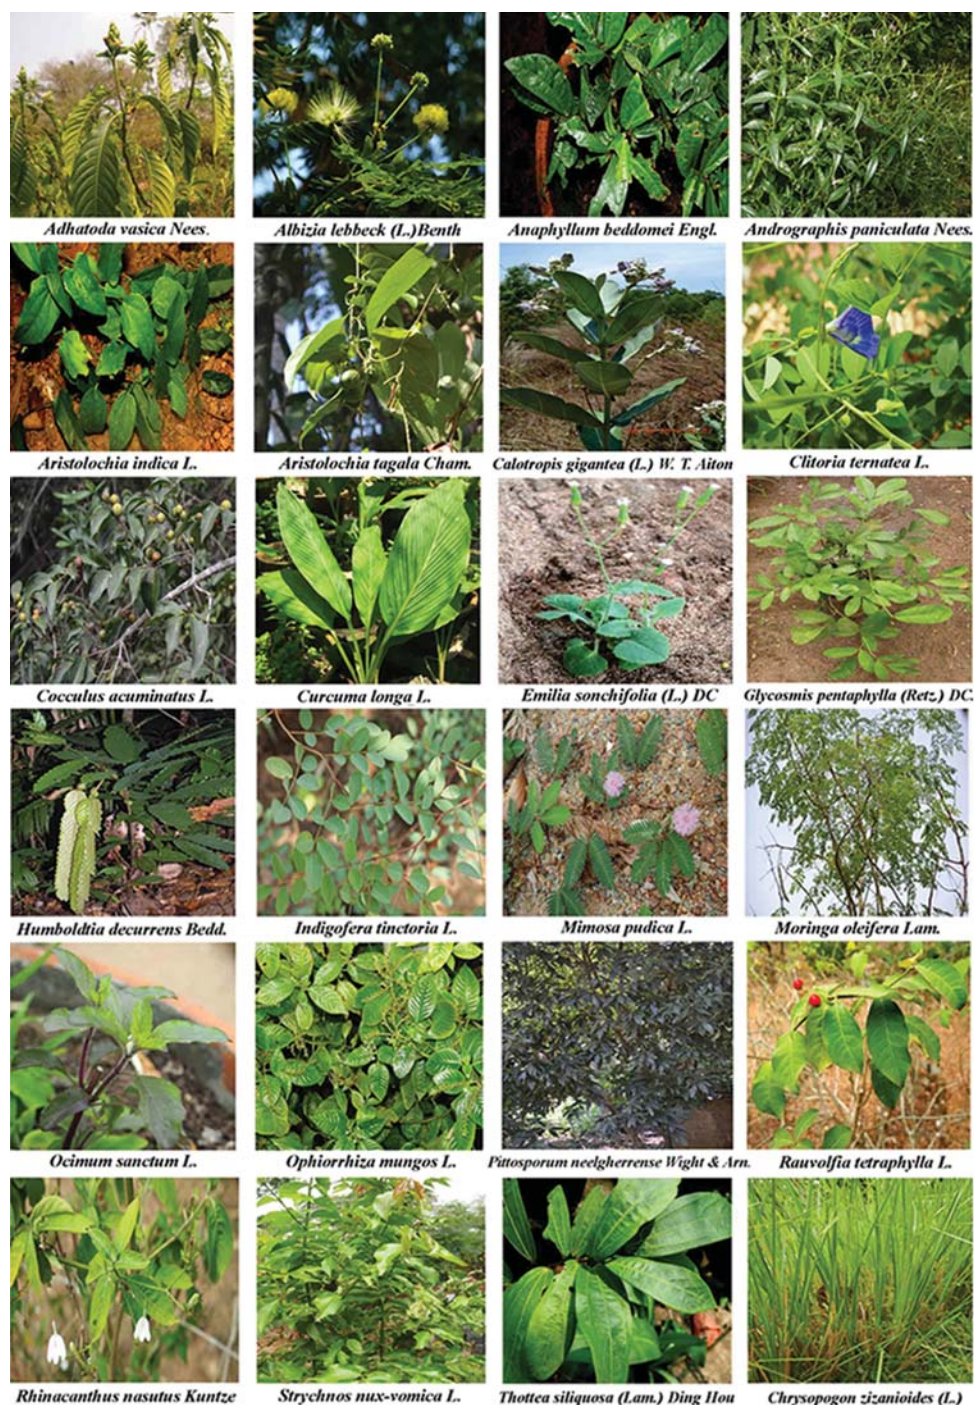 Adhatoda vasica Nees.
Albizia lebbeck (L.)Benth
Anaphyllum beddomei Engl.
Andrographis paniculata Nees.
Aristolochia indica L.
Aristolochia tagala Cham.
Calotropis gigantea (L.) W. T. Aiton
Clitoria ternatea L.
Cocculus acuminatus L.
Curcuma longa L.
Emilia sonchifolia (L.) DC
Glycosmis pentaphylla (Retz.) DC.
Humboldtia decurrens Bedd.
Indigofera tinctoria L.
Mimosa pudica L.
Moringa oleifera Lam.
Ocimum sanctum L.
Ophiorrhiza mungos L.
Pittosporum neelgherrense Wight & Arn.
Rauvolfia tetraphylla L.
Rhinacanthus nasutus Kuntze
Strychnos nux-vomica L.
Thottea siliquosa (Lam.) Ding Hou
Chrysopogon zizanioides (L.)